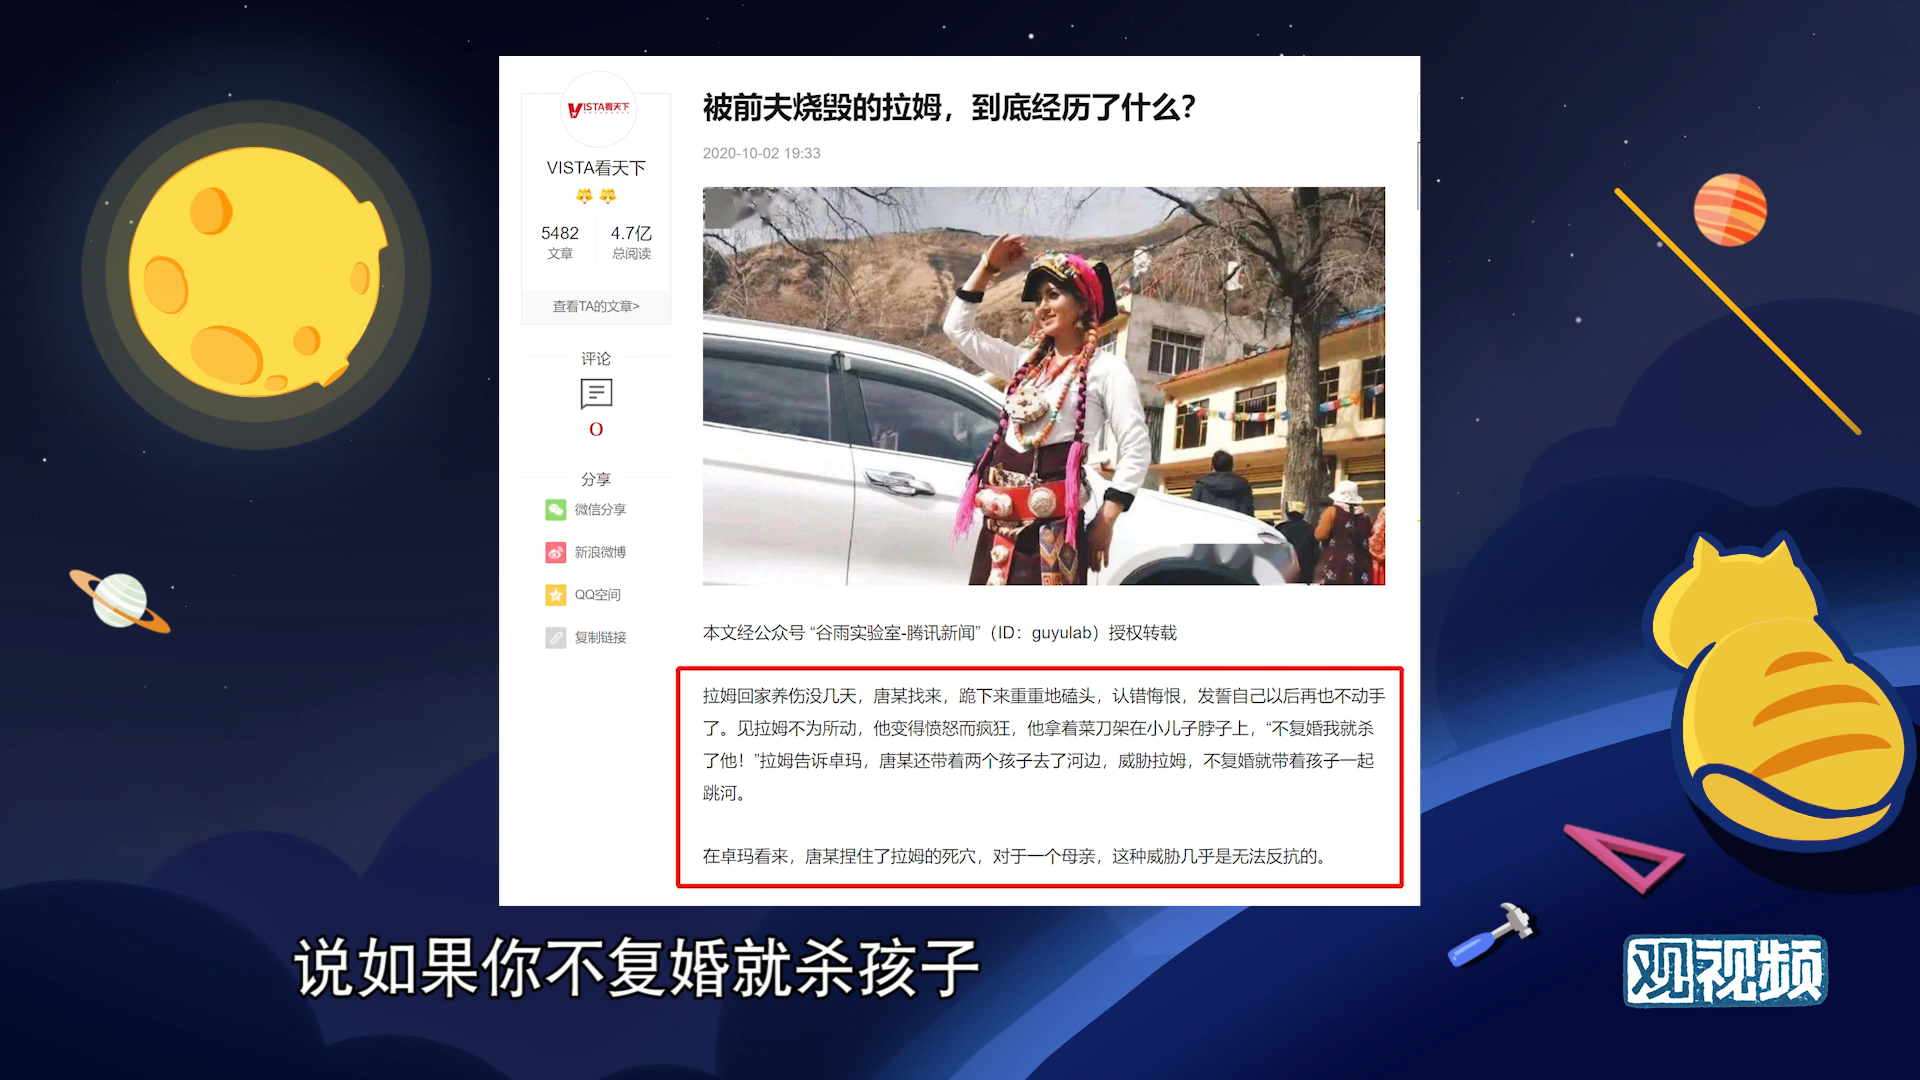 VISTA看天下
VISTA看天下
5482
文章
4.7亿
总阅读
查看TA的文章>
评论
0
分享
微信分享
新浪微博
QQ空间
复制链接
被前夫烧毁的拉姆，到底经历了什么？
2020-10-02 19:33
本文经公众号 “谷雨实验室-腾讯新闻”（ID：guyulab）授权转载
拉姆回家养伤没几天，唐某找来，跪下来重重地磕头，认错悔恨，发誓自己以后再也不动手
了。见拉姆不为所动，他变得愤怒而疯狂，他拿着菜刀架在小儿子脖子上，“不复婚我就杀
了他！”拉姆告诉卓玛，唐某还带着两个孩子去了河边，威胁拉姆，不复婚就带着孩子一起
跳河。
在卓玛看来，唐某捏住了拉姆的死穴，对于一个母亲，这种威胁几乎是无法反抗的。
说如果你不复婚就杀孩子
观视频